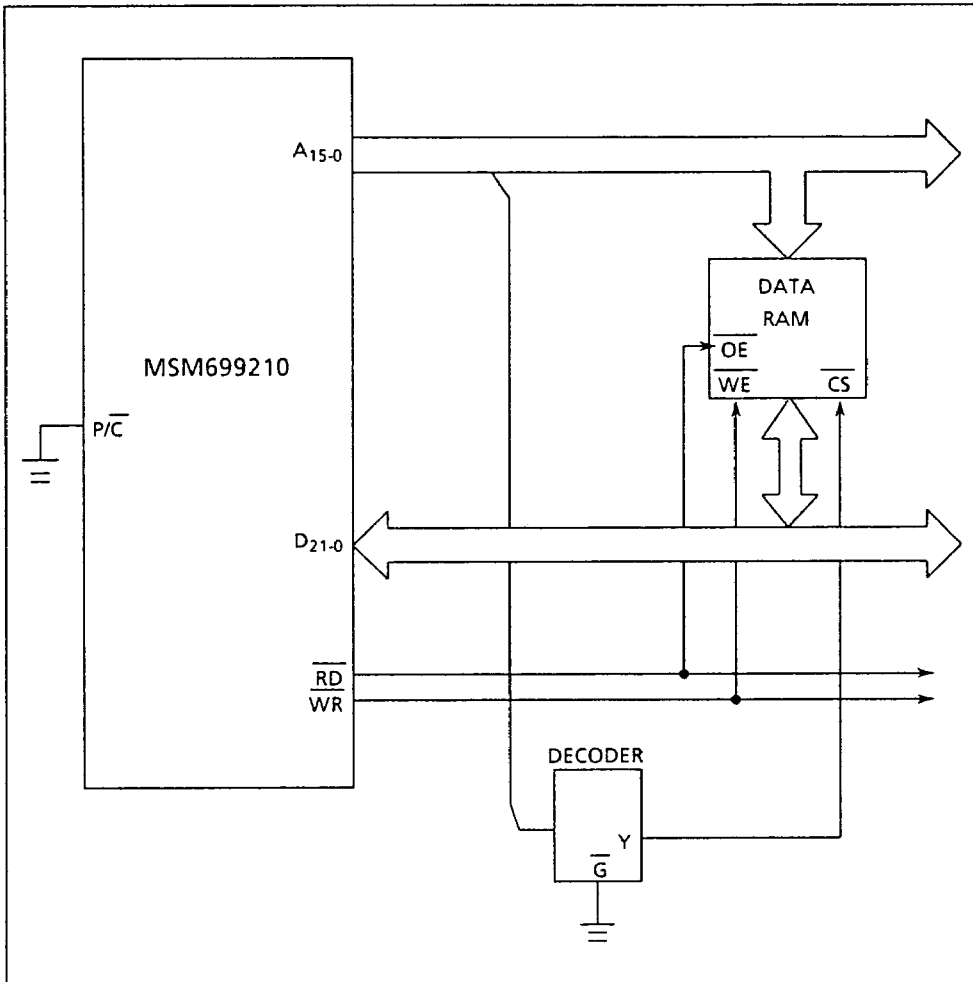 A15-0
DATA
RAM
OE
WE
CS
MSM699210
P/C̅
D21-0
RD
WR
DECODER
Y
G